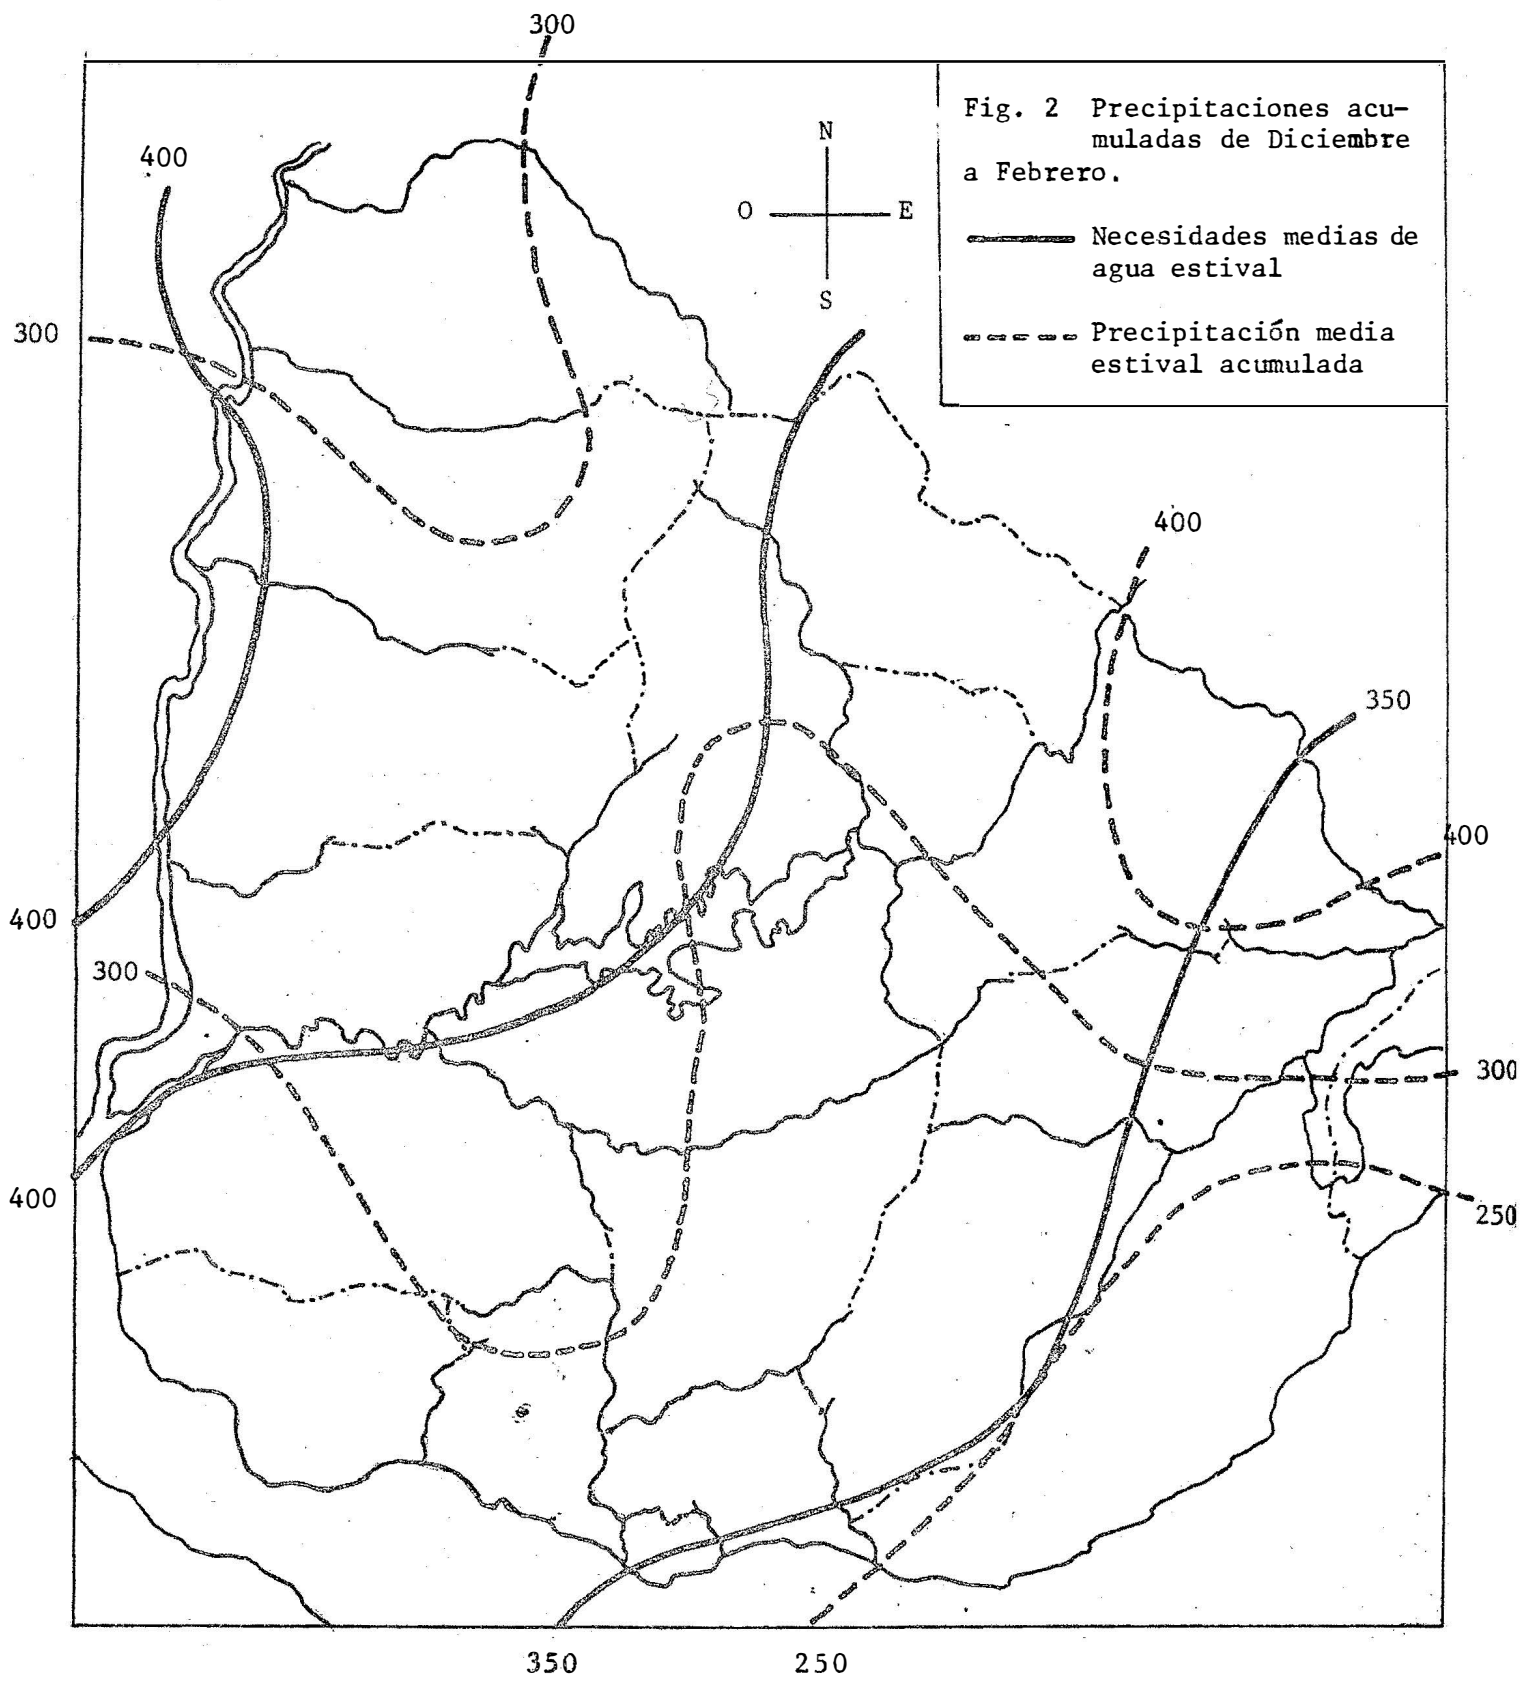 300
Fig. 2 Precipitaciones acu-
muladas de Diciembre
a Febrero.
Necesidades medias de
agua estival
Precipitación media
estival acumulada
N
O E
S
400
300
400
350
400
400
300
300
250
400
350 250